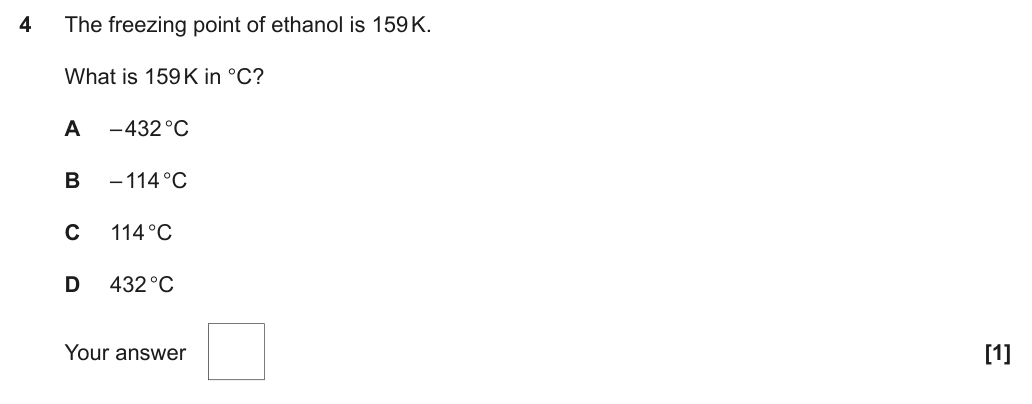 4 The freezing point of ethanol is 159 K.
What is 159 K in °C?
A –432 °C
B –114 °C
C 114 °C
D 432 °C
Your answer [1]